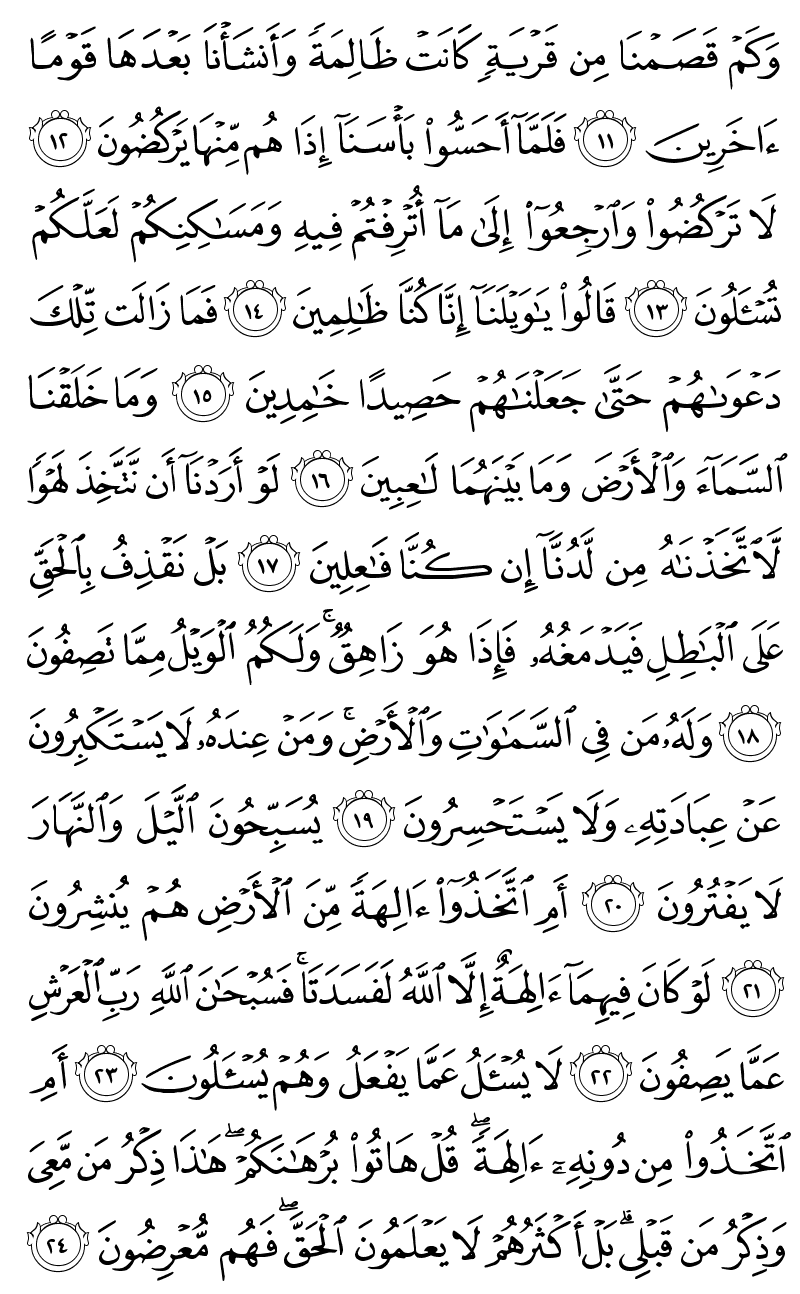 وَكَمْ قَصَمْنَا مِن قَرْيَةٍ كَانَتْ ظَالِمَةً وَأَنشَأْنَا بَعْدَهَا قَوْمًا
ءَاخَرِينَ ١١ فَلَمَّآ أَحَسُّوا۟ بَأْسَنَآ إِذَا هُم مِّنْهَا يَرْكُضُونَ ١٢
لَا تَرْكُضُوا۟ وَٱرْجِعُوٓا۟ إِلَىٰ مَآ أُتْرِفْتُمْ فِيهِ وَمَسَـٰكِنِكُمْ لَعَلَّكُمْ
تُسْـَٔلُونَ ١٣ قَالُوا۟ يَـٰوَيْلَنَآ إِنَّا كُنَّا ظَـٰلِمِينَ ١٤ فَمَا زَالَت تِّلْكَ
دَعْوَىٰهُمْ حَتَّىٰ جَعَلْنَـٰهُمْ حَصِيدًا خَـٰمِدِينَ ١٥ وَمَا خَلَقْنَا
ٱلسَّمَآءَ وَٱلْأَرْضَ وَمَا بَيْنَهُمَا لَـٰعِبِينَ ١٦ لَوْ أَرَدْنَآ أَن نَّتَّخِذَ لَهْوًا
لَّٱتَّخَذْنَـٰهُ مِن لَّدُنَّآ إِن كُنَّا فَـٰعِلِينَ ١٧ بَلْ نَقْذِفُ بِٱلْحَقِّ
عَلَى ٱلْبَـٰطِلِ فَيَدْمَغُهُۥ فَإِذَا هُوَ زَاهِقٌ ۚ وَلَكُمُ ٱلْوَيْلُ مِمَّا تَصِفُونَ
١٨ وَلَهُۥ مَن فِى ٱلسَّمَـٰوَٰتِ وَٱلْأَرْضِ ۚ وَمَنْ عِندَهُۥ لَا يَسْتَكْبِرُونَ
عَنْ عِبَادَتِهِۦ وَلَا يَسْتَحْسِرُونَ ١٩ يُسَبِّحُونَ ٱلَّيْلَ وَٱلنَّهَارَ
لَا يَفْتُرُونَ ٢٠ أَمِ ٱتَّخَذُوٓا۟ ءَالِهَةً مِّنَ ٱلْأَرْضِ هُمْ يُنشِرُونَ
٢١ لَوْ كَانَ فِيهِمَآ ءَالِهَةٌ إِلَّا ٱللَّهُ لَفَسَدَتَا ۚ فَسُبْحَـٰنَ ٱللَّهِ رَبِّ ٱلْعَرْشِ
عَمَّا يَصِفُونَ ٢٢ لَا يُسْـَٔلُ عَمَّا يَفْعَلُ وَهُمْ يُسْـَٔلُونَ ٢٣ أَمِ
ٱتَّخَذُوا۟ مِن دُونِهِۦٓ ءَالِهَةً ۖ قُلْ هَاتُوا۟ بُرْهَـٰنَكُمْ ۖ هَـٰذَا ذِكْرُ مَن مَّعِىَ
وَذِكْرُ مَن قَبْلِى ۗ بَلْ أَكْثَرُهُمْ لَا يَعْلَمُونَ ٱلْحَقَّ ۖ فَهُم مُّعْرِضُونَ ٢٤